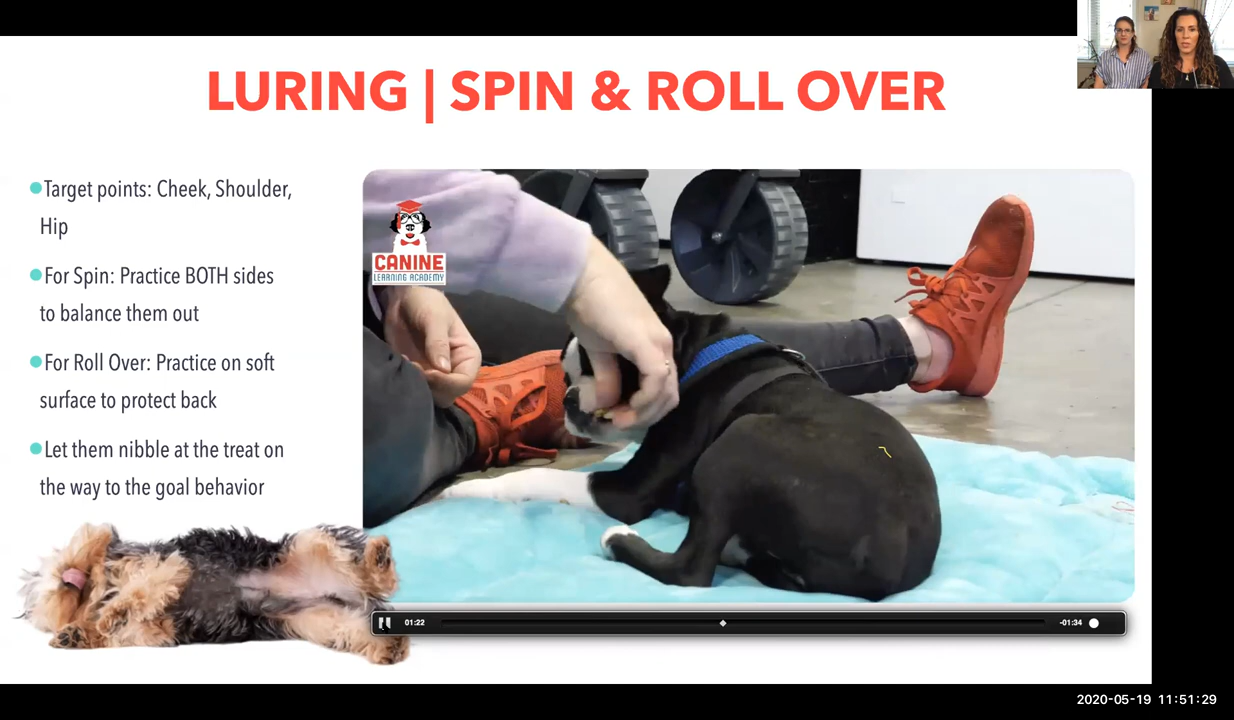 LURING | SPIN & ROLL OVER
Target points: Cheek, Shoulder,
Hip
For Spin: Practice BOTH sides
to balance them out
For Roll Over: Practice on soft
surface to protect back
Let them nibble at the treat on
the way to the goal behavior
CANINE
LEARNING ACADEMY
01:22
-01:34
2020-05-19 11:51:29